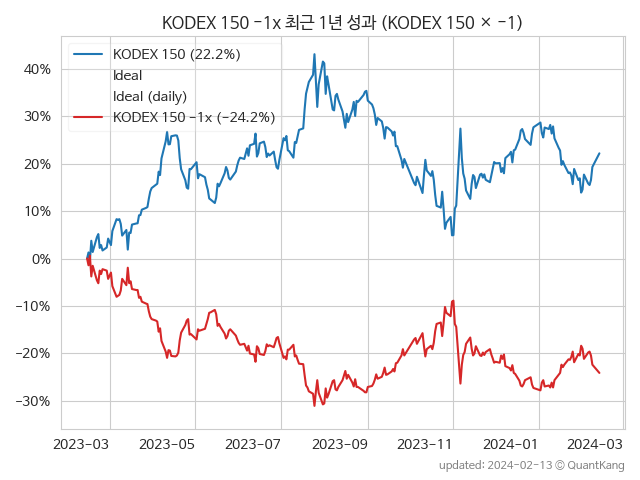 KODEX 150 −1x 최근 1년 성과 (KODEX 150 × −1)
KODEX 150 (22.2%)
Ideal
Ideal (daily)
KODEX 150 −1x (−24.2%)
40%
30%
20%
10%
0%
−10%
−20%
−30%
2023-03 2023-05 2023-07 2023-09 2023-11 2024-01 2024-03
updated: 2024-02-13 © QuantKang